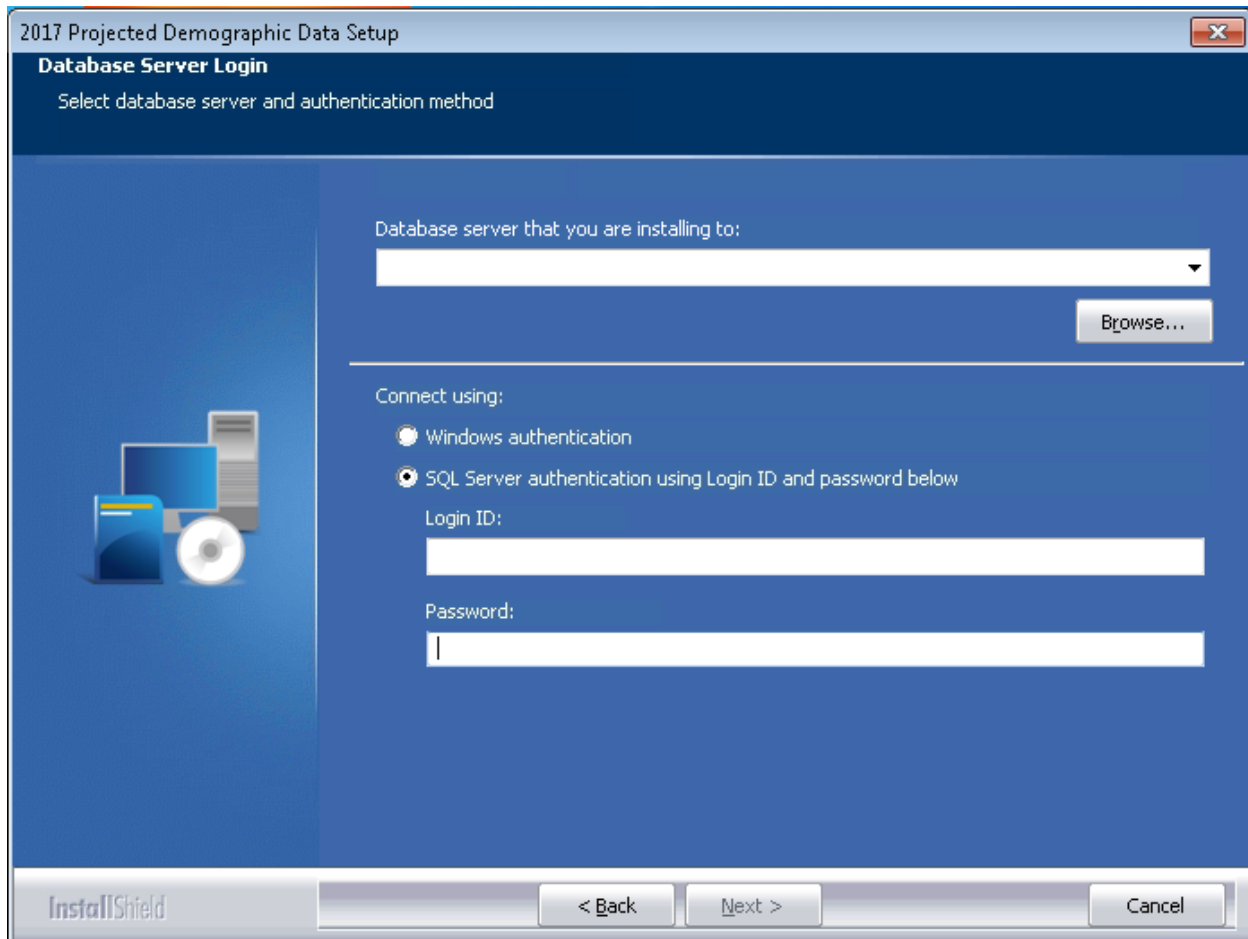 2017 Projected Demographic Data Setup
Database Server Login
Select database server and authentication method
Database server that you are installing to:
Browse...
Connect using:
Windows authentication
SQL Server authentication using Login ID and password below
Login ID:
Password:
InstallShield
< Back
Next >
Cancel